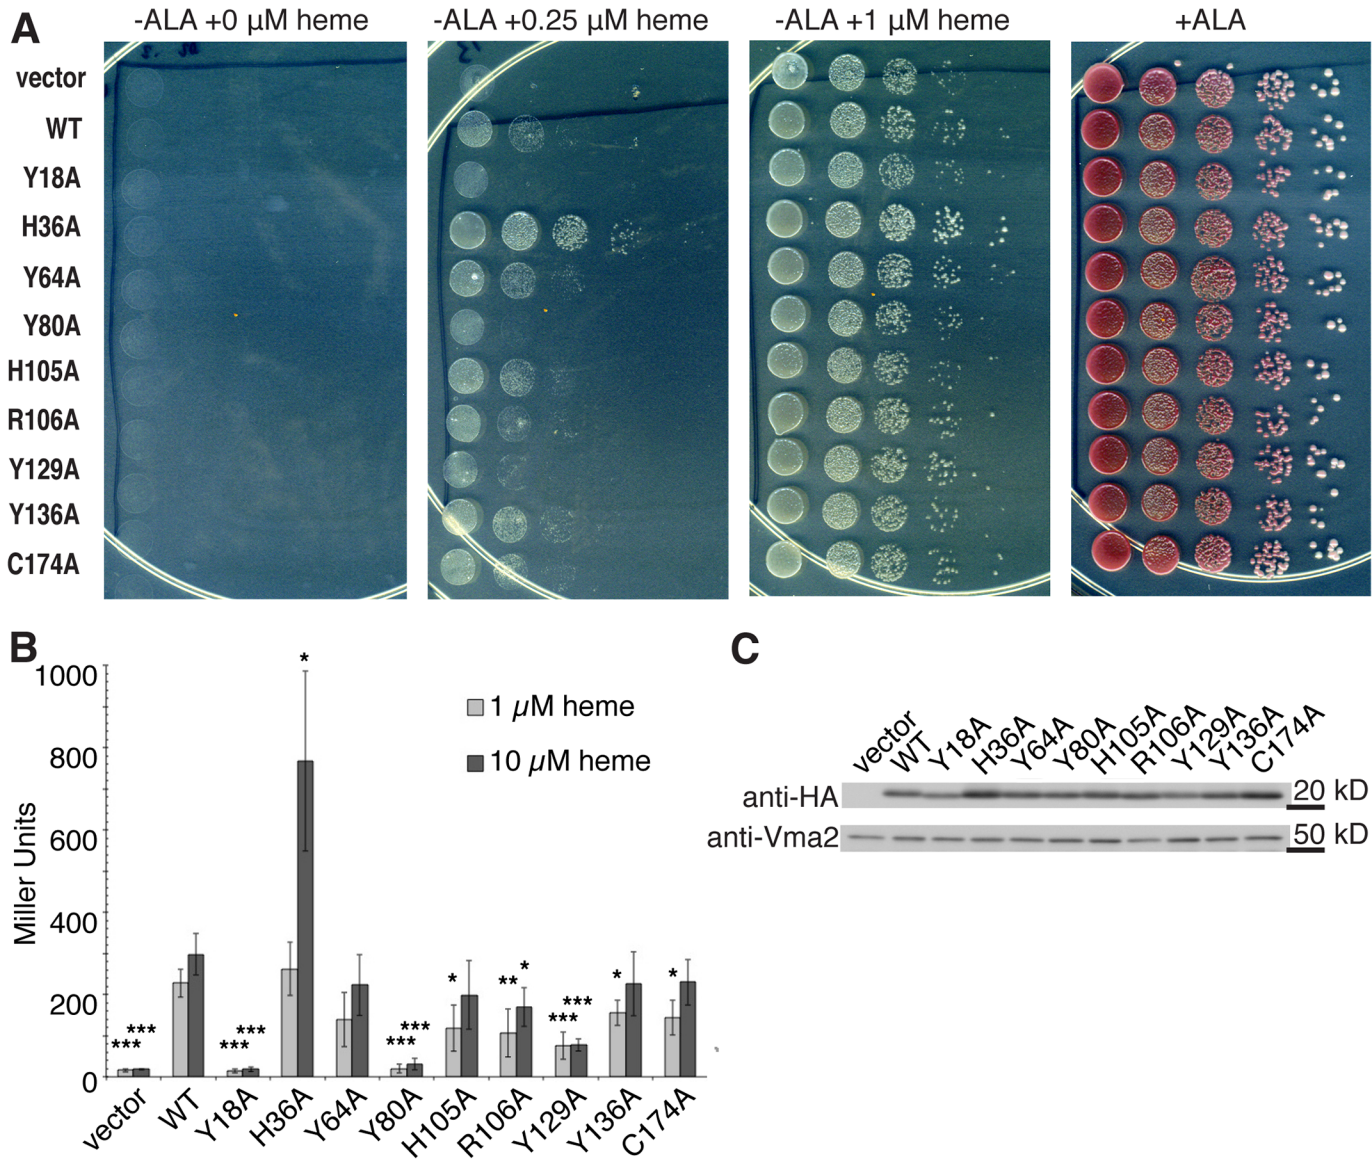 A
-ALA +0 µM heme
-ALA +0.25 µM heme
-ALA +1 µM heme
+ALA
vector
WT
Y18A
H36A
Y64A
Y80A
H105A
R106A
Y129A
Y136A
C174A
B
1000
800
600
400
200
0
Miller Units
1 µM heme
10 µM heme
*
*** ***
*** ***
*** ***
*
** *
*** ***
*
*
vector
WT
Y18A
H36A
Y64A
Y80A
H105A
R106A
Y129A
Y136A
C174A
C
vector
WT
Y18A
H36A
Y64A
Y80A
H105A
R106A
Y129A
Y136A
C174A
anti-HA
20 kD
anti-Vma2
50 kD